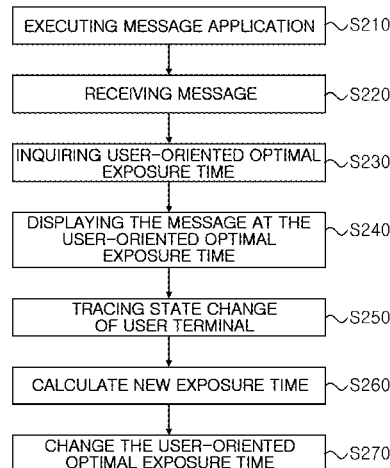 EXECUTING MESSAGE APPLICATION S210
RECEIVING MESSAGE S220
INQUIRING USER-ORIENTED OPTIMAL
EXPOSURE TIME S230
DISPLAYING THE MESSAGE AT THE
USER-ORIENTED OPTIMAL
EXPOSURE TIME S240
TRACING STATE CHANGE
OF USER TERMINAL S250
CALCULATE NEW EXPOSURE TIME S260
CHANGE THE USER-ORIENTED
OPTIMAL EXPOSURE TIME S270